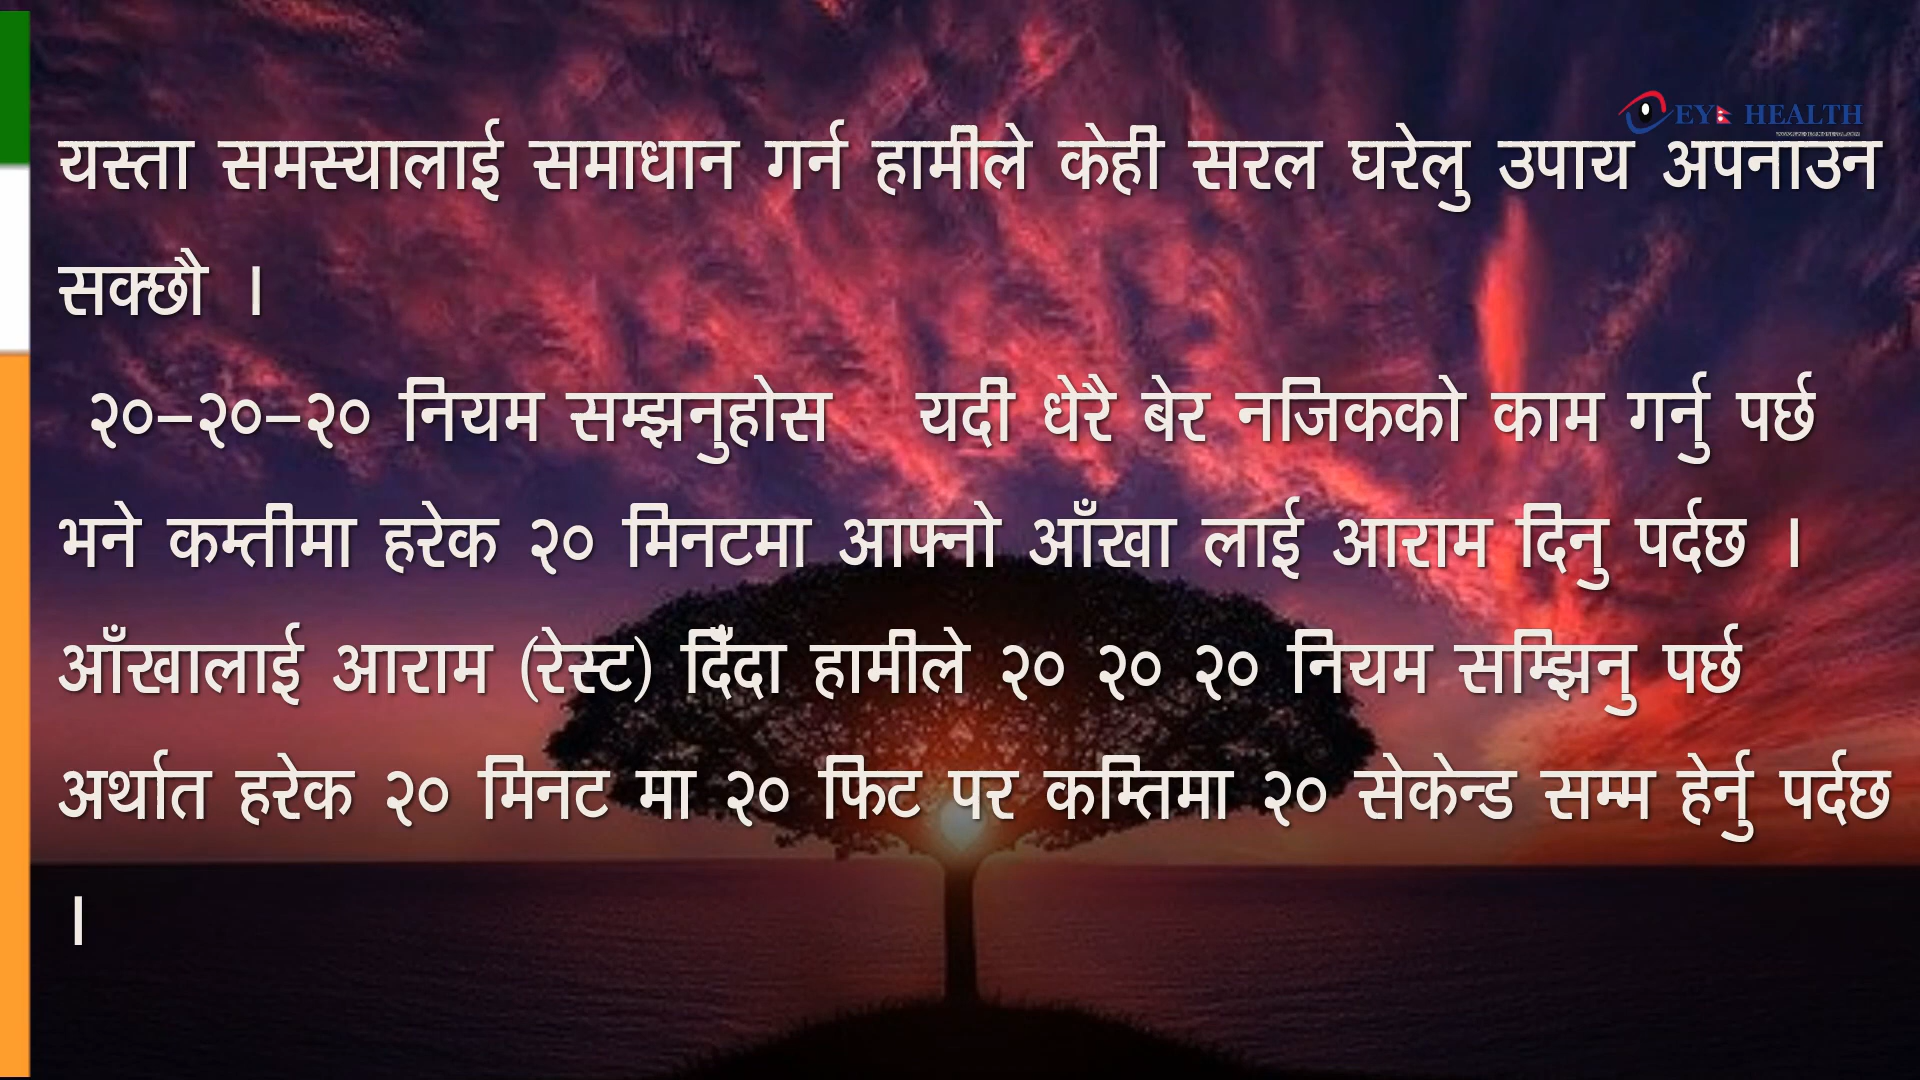 EYE HEALTH
यस्ता समस्यालाई समाधान गर्न हामीले केही सरल घरेलु उपाय अपनाउन
सक्छौ ।
२०–२०–२० नियम सम्झनुहोस यदी धेरै बेर नजिकको काम गर्नु पर्छ
भने कम्तीमा हरेक २० मिनटमा आफ्नो आँखा लाई आराम दिनु पर्दछ ।
आँखालाई आराम (रेस्ट) दिँदा हामीले २० २० २० नियम सम्झिनु पर्छ
अर्थात हरेक २० मिनट मा २० फिट पर कम्तिमा २० सेकेन्ड सम्म हेर्नु पर्दछ
।